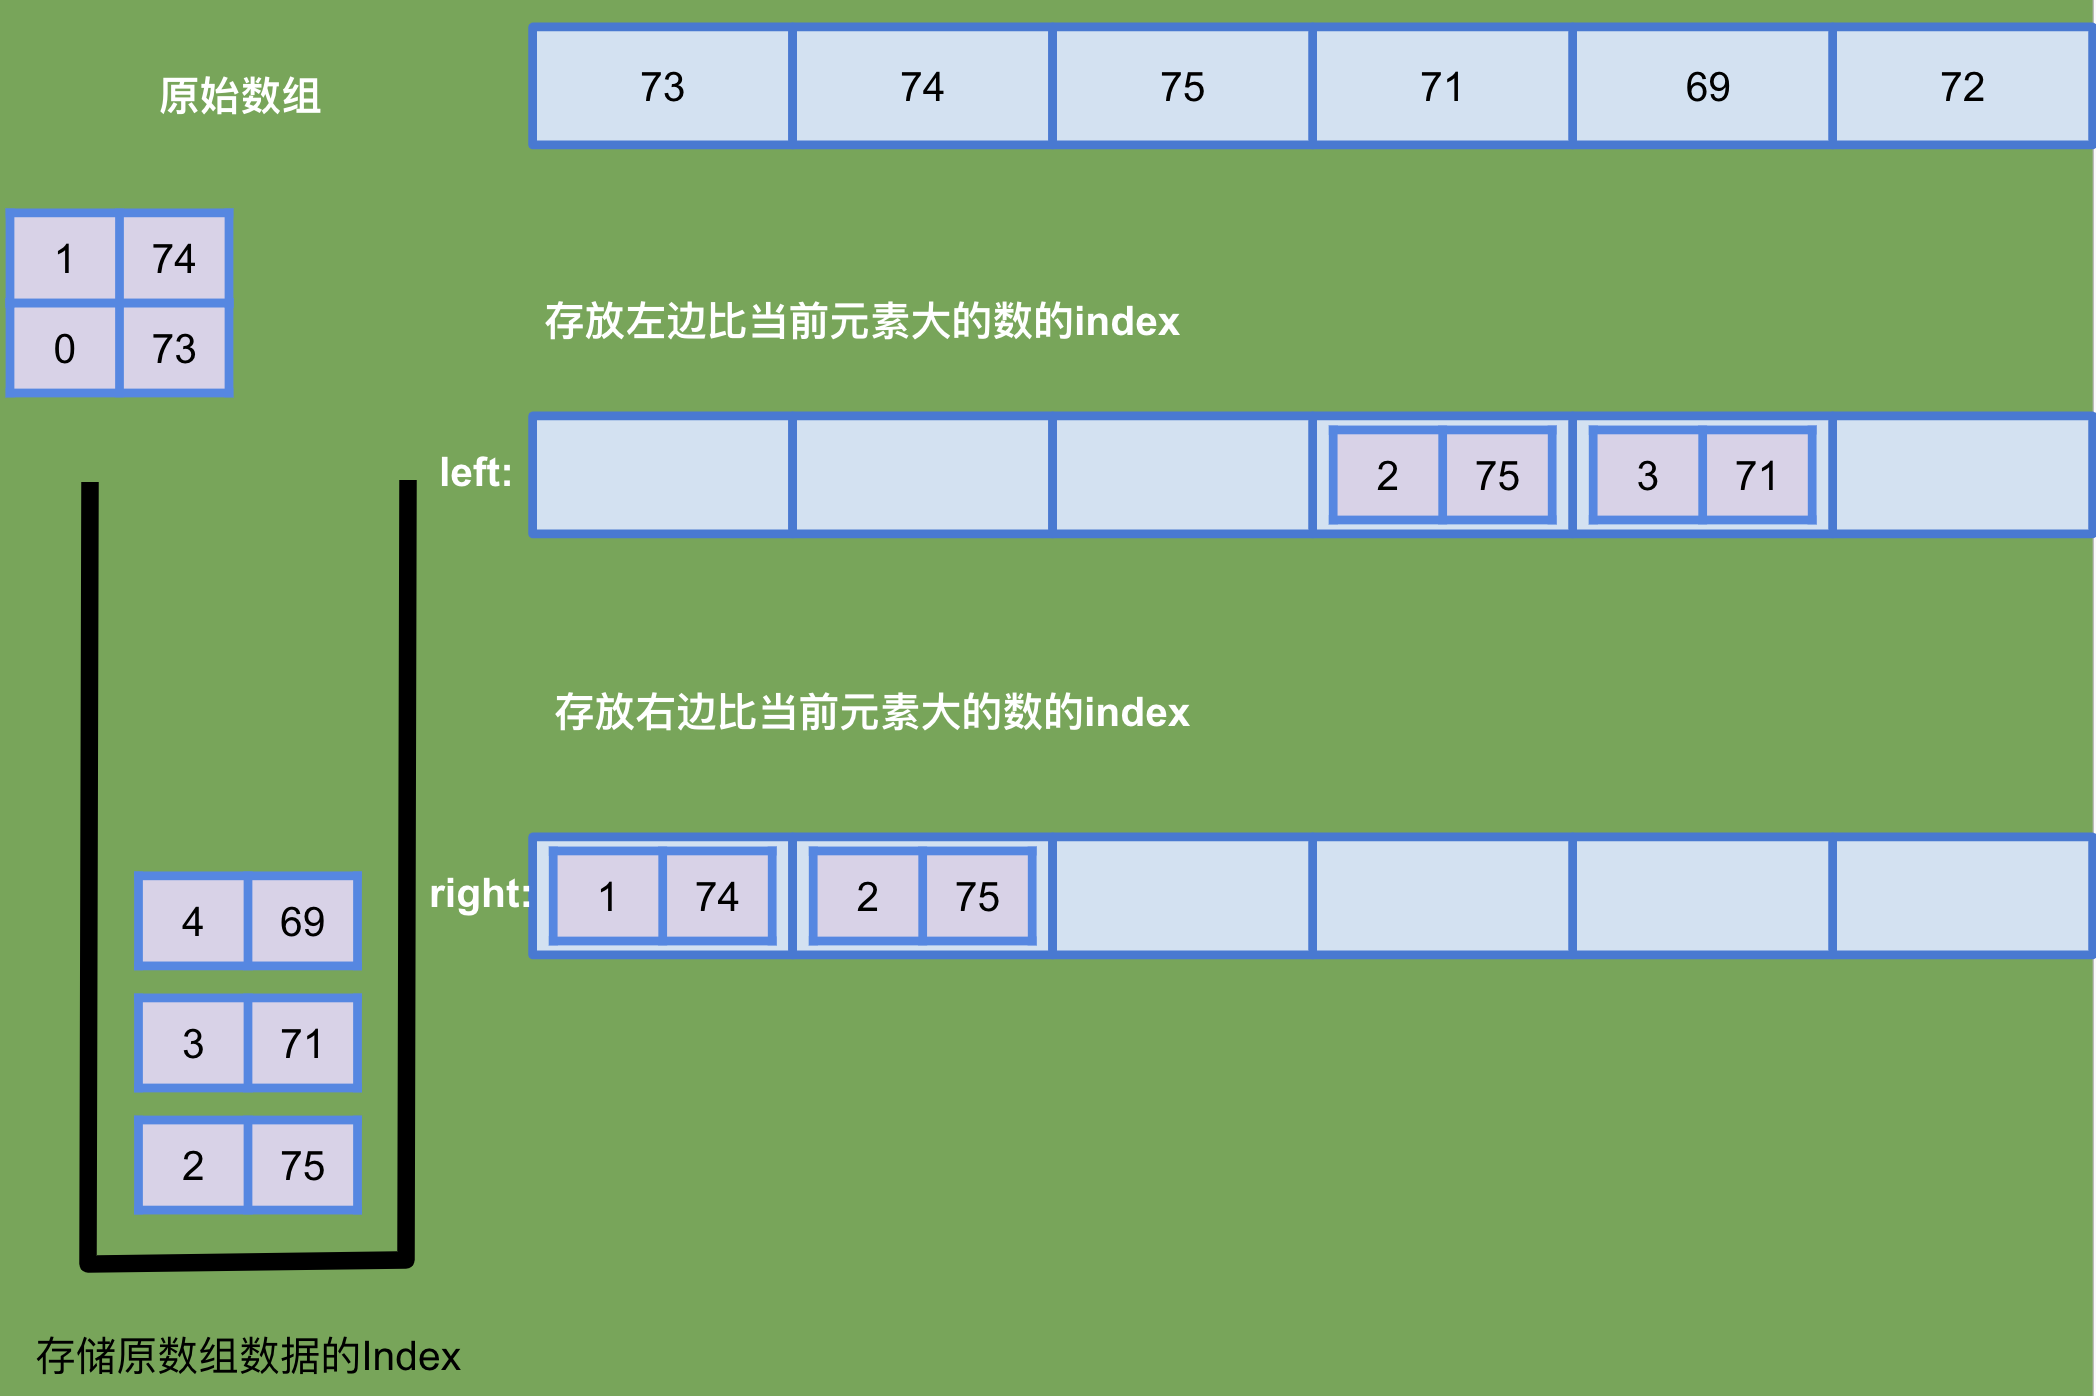 原始数组
73 74 75 71 69 72
1 74
0 73
存放左边比当前元素大的数的index
left:
2 75 3 71
存放右边比当前元素大的数的index
right:
1 74 2 75
4 69
3 71
2 75
存储原数组数据的Index